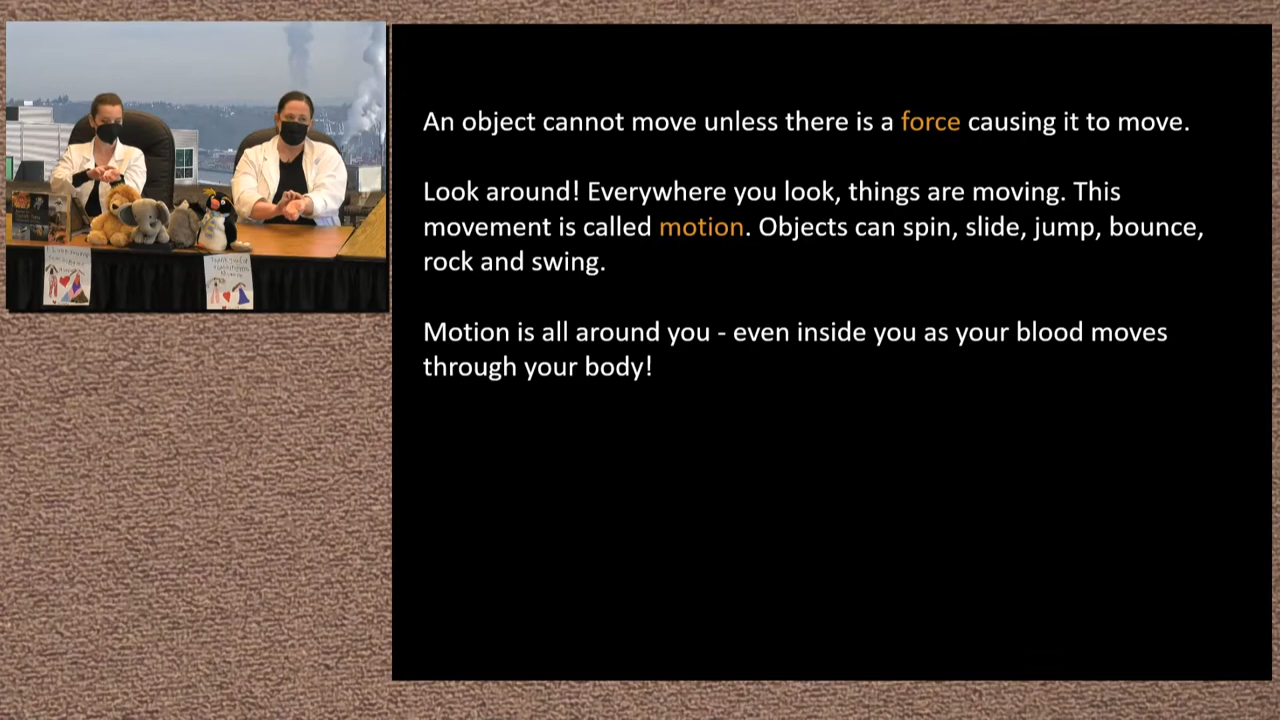 An object cannot move unless there is a force causing it to move.
Look around! Everywhere you look, things are moving. This
movement is called motion. Objects can spin, slide, jump, bounce,
rock and swing.
Motion is all around you - even inside you as your blood moves
through your body!